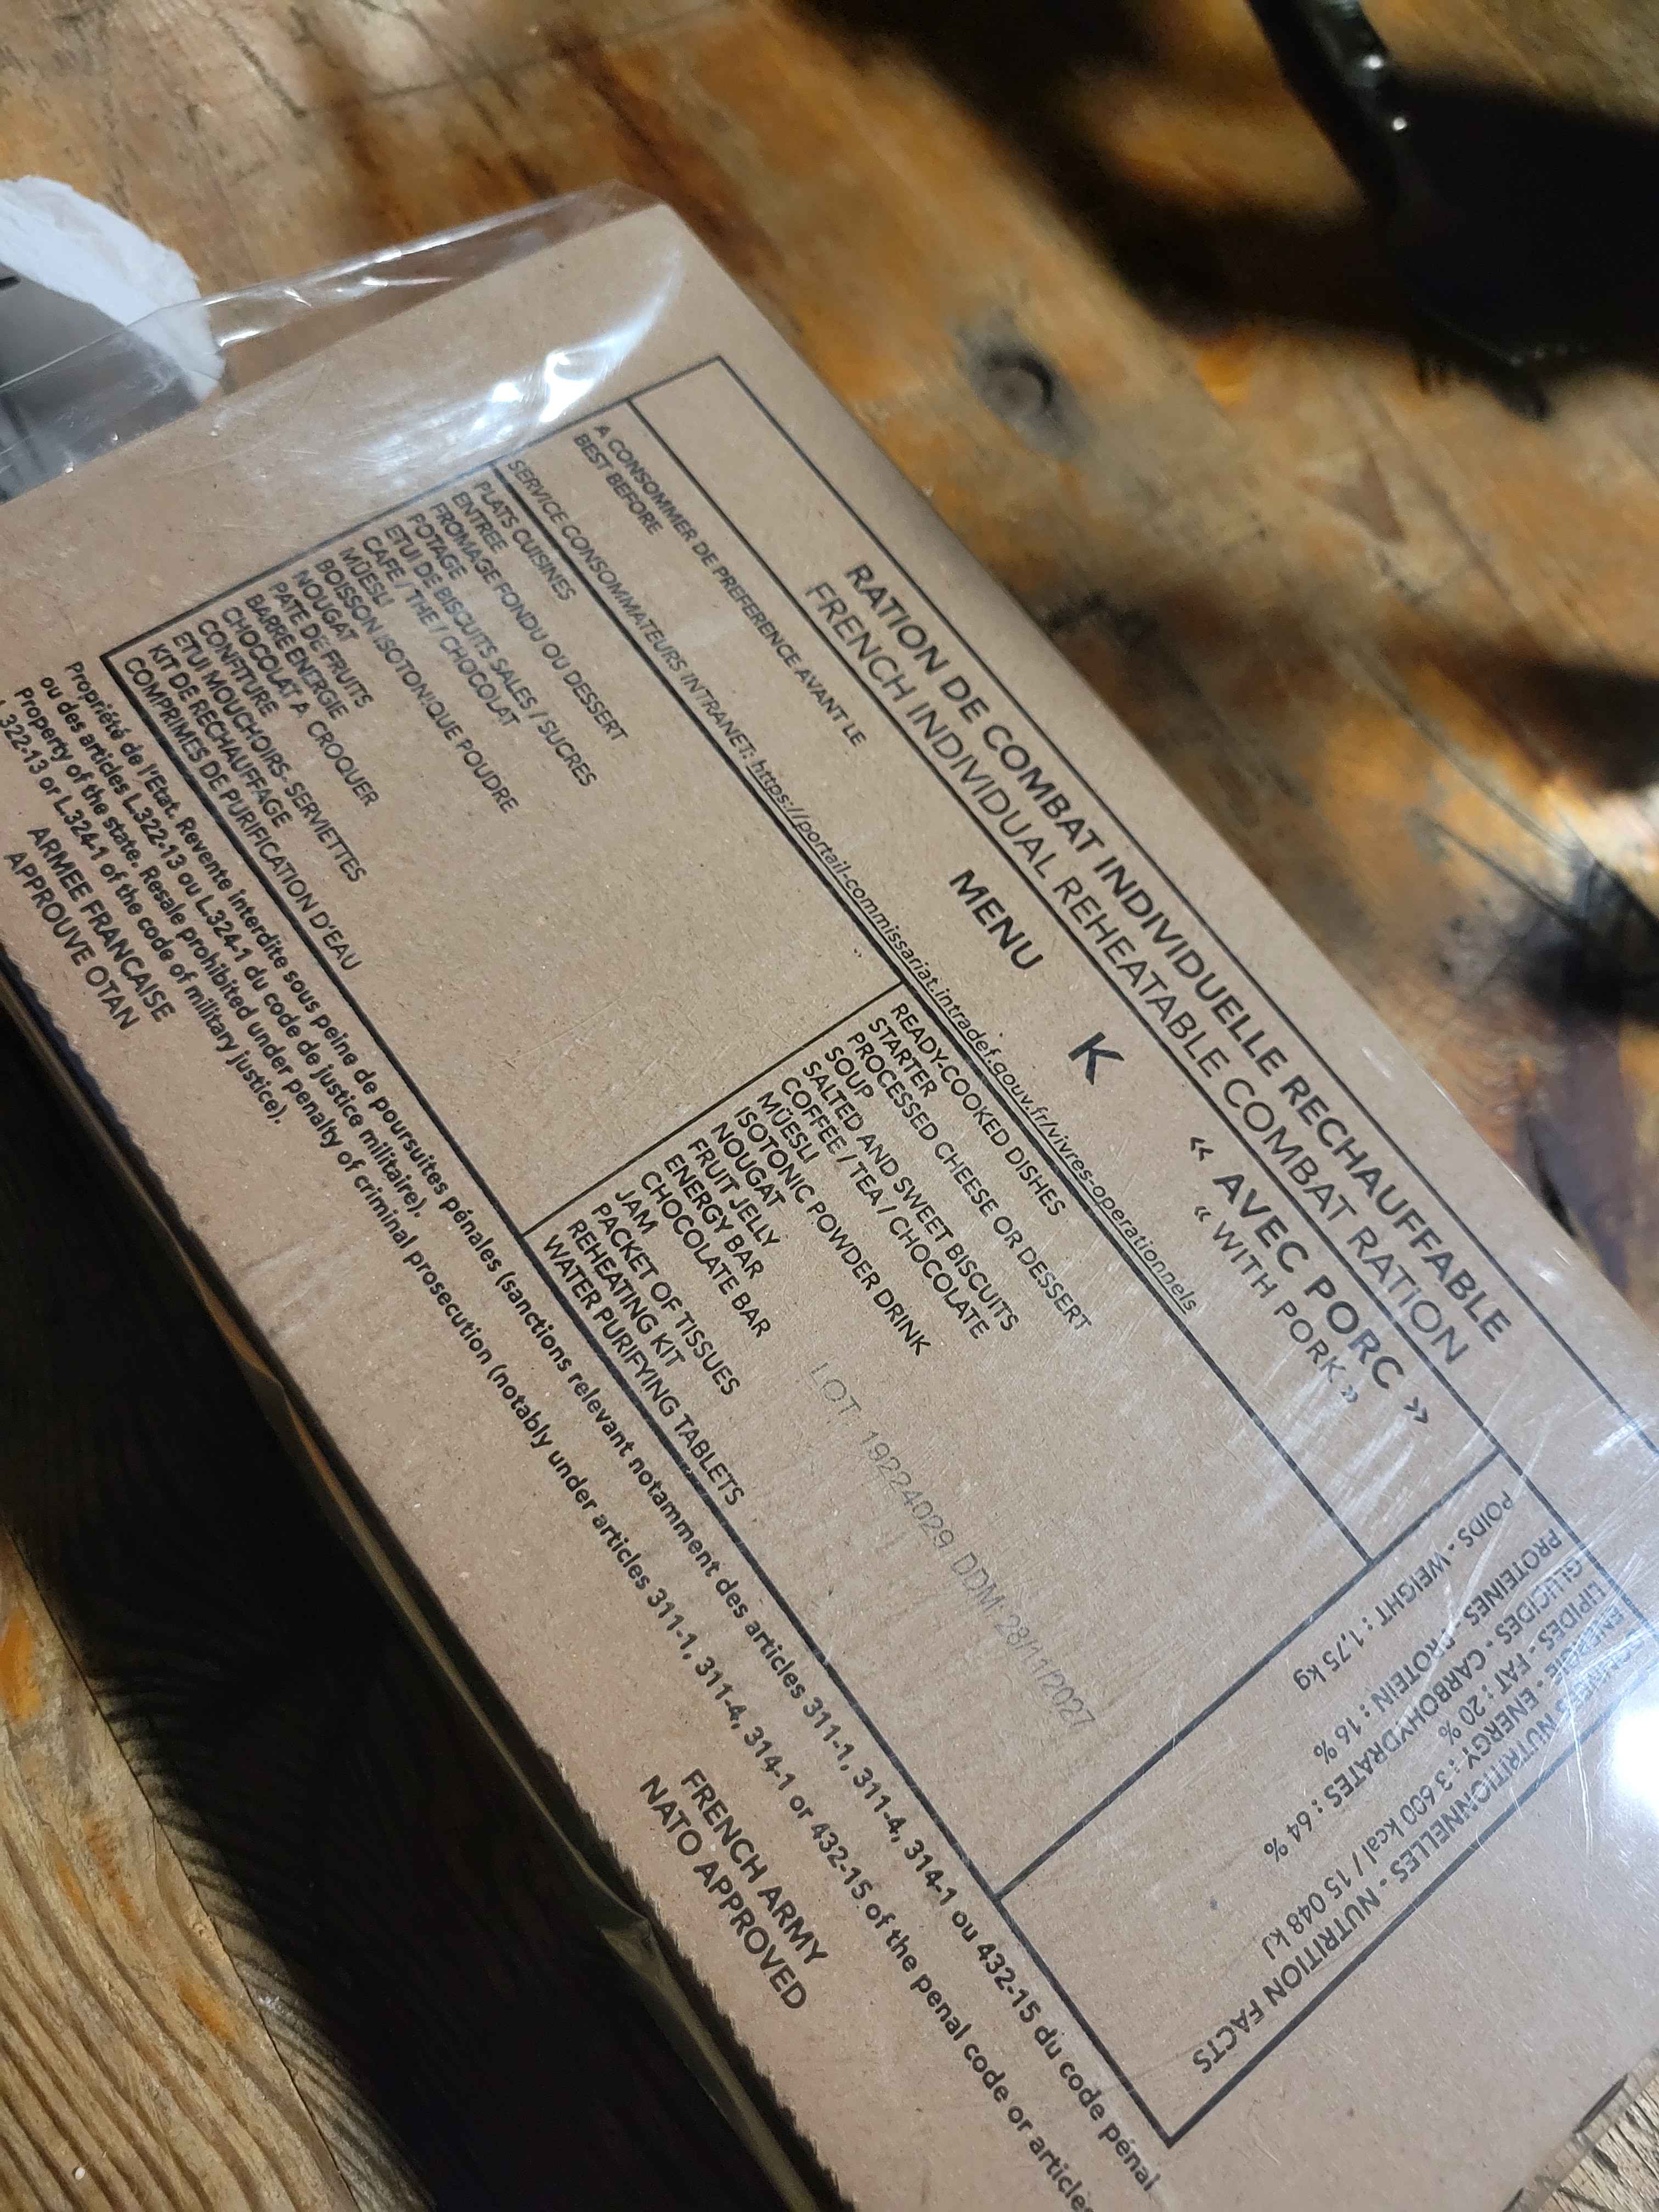 RATION DE COMBAT INDIVIDUELLE RECHAUFFABLE
FRENCH INDIVIDUAL REHEATABLE COMBAT RATION
MENU K « AVEC PORC »
« WITH PORK »
A CONSOMMER DE PREFERENCE AVANT LE
BEST BEFORE
SERVICE CONSOMMATEURS INTRANET: https://portail-commissariat.intradef.gouv.fr/vivres-operationnels
PLATS CUISINES
ENTREE
FROMAGE FONDU OU DESSERT
POTAGE
ETUI DE BISCUITS SALES / SUCRES
CAFE / THE / CHOCOLAT
MÜESLI
BOISSON ISOTONIQUE POUDRE
NOUGAT
PATE DE FRUITS
BARRE ENERGIE
CHOCOLAT A CROQUER
CONFITURE
ETUI MOUCHOIRS- SERVIETTES
KIT DE RECHAUFFAGE
COMPRIMES DE PURIFICATION D'EAU
READY-COOKED DISHES
STARTER
PROCESSED CHEESE OR DESSERT
SOUP
SALTED AND SWEET BISCUITS
COFFEE / TEA / CHOCOLATE
MÜESLI
ISOTONIC POWDER DRINK
NOUGAT
FRUIT JELLY
ENERGY BAR
CHOCOLATE BAR
JAM
PACKET OF TISSUES
REHEATING KIT
WATER PURIFYING TABLETS
LOT 19224029 DDM 28/11/2027
NUTRITIONNELLES - NUTRITION FACTS
ENERGIE - ENERGY : 3 600 kcal / 15 048 kJ
LIPIDES - FAT : 20 %
GLUCIDES - CARBOHYDRATES : 64 %
PROTEINES - PROTEIN : 16 %
POIDS - WEIGHT : 1,75 kg
Propriété de l'Etat. Revente interdite sous peine de poursuites pénales (sanctions relevant notamment des articles 311-1, 311-4, 314-1 ou 432-15 du code pénal
ou des articles L.322-13 ou L.324-1 du code de justice militaire).
Property of the state. Resale prohibited under penalty of criminal prosecution (notably under articles 311-1, 311-4, 314-1 or 432-15 of the penal code or articles
L.322-13 or L.324-1 of the code of military justice).
ARMEE FRANCAISE
APPROUVE OTAN
FRENCH ARMY
NATO APPROVED